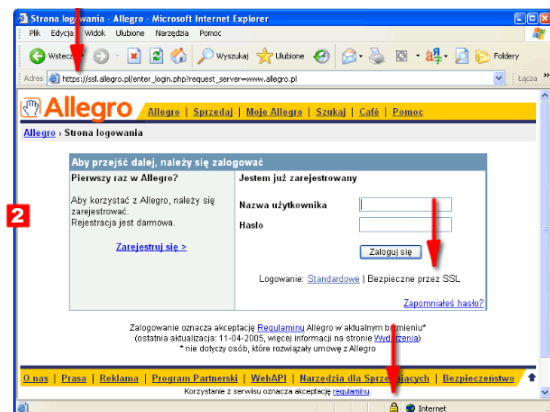 Strona logowania - Allegro - Microsoft Internet Explorer
Plik Edycja Widok Ulubione Narzędzia Pomoc
Wstecz Wyszukaj Ulubione Foldery
Adres https://ssl.allegro.pl/enter_login.php?request_server=www.allegro.pl Łącza »
Allegro Allegro | Sprzedaj | Moje Allegro | Szukaj | Café | Pomoc
Allegro › Strona logowania
Aby przejść dalej, należy się zalogować
Pierwszy raz w Allegro?
Aby korzystać z Allegro, należy się
zarejestrować.
Rejestracja jest darmowa.
Zarejestruj się >
Jestem już zarejestrowany
Nazwa użytkownika
Hasło
Zaloguj się
Logowanie: Standardowe | Bezpieczne przez SSL
Zapomniałeś hasło?
2
Zalogowanie oznacza akceptację Regulaminu Allegro w aktualnym brzmieniu*
(ostatnia aktualizacja: 11-04-2005, więcej informacji na stronie Wydarzenia)
* nie dotyczy osób, które rozwiązały umowę z Allegro
O nas | Prasa | Reklama | Program Partnerski | WebAPI | Narzędzia dla Sprzedających | Bezpieczeństwo
Korzystanie z serwisu oznacza akceptację regulaminu.
Internet